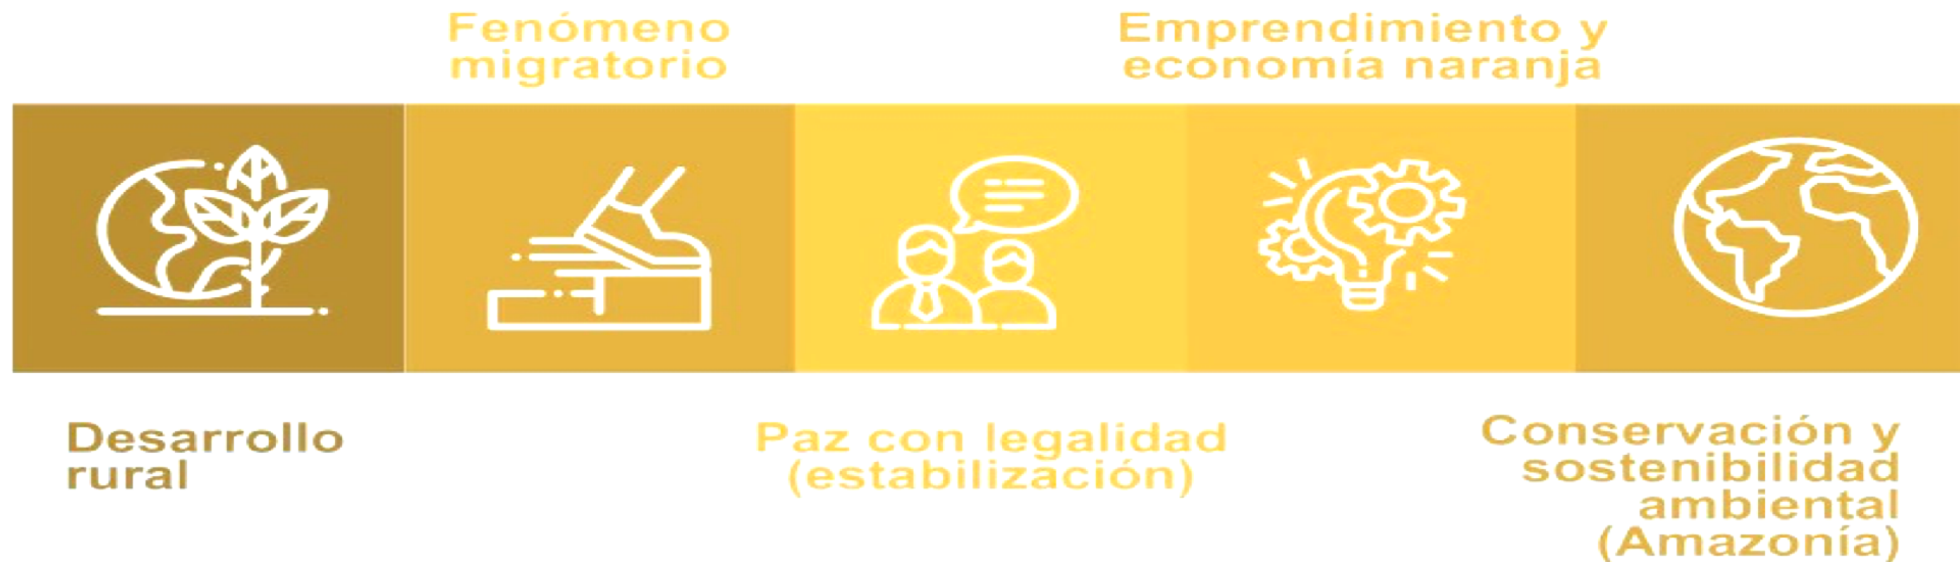 Fenómeno
migratorio
Emprendimiento y
economía naranja
Desarrollo
rural
Paz con legalidad
(estabilización)
Conservación y
sostenibilidad
ambiental
(Amazonía)